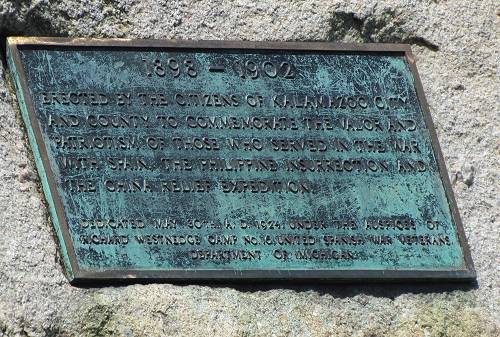 1898 – 1902
ERECTED BY THE CITIZENS OF KALAMAZOO CITY
AND COUNTY TO COMMEMORATE THE VALOR AND
PATRIOTISM OF THOSE WHO SERVED IN THE WAR
WITH SPAIN, THE PHILIPPINE INSURRECTION AND
THE CHINA RELIEF EXPEDITION.
DEDICATED MAY 30TH. A. D. 1924. UNDER THE AUSPICES OF
RICHARD WESTNEDGE CAMP NO.16.UNITED SPANISH WAR VETERANS
DEPARTMENT OF MICHIGAN.